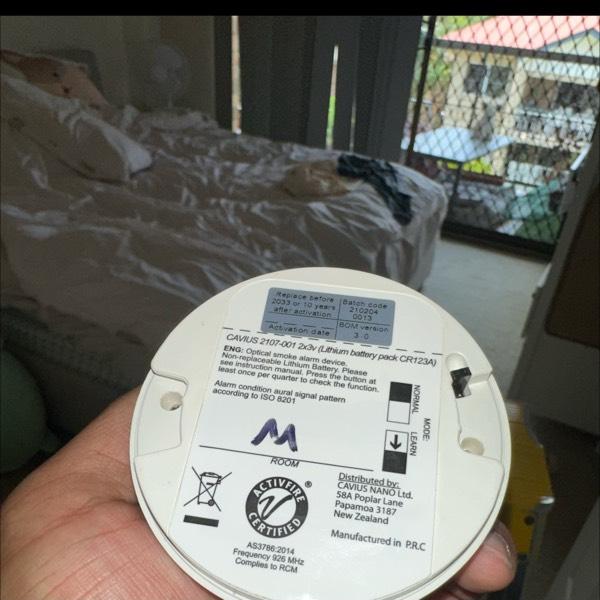 Replace before
2033 or 10 years
after activation
Batch code
210204
0013
Activation date
BOM version
3 0
CAVIUS 2107-001 2x3v (Lithium battery pack CR123A)
ENG: Optical smoke alarm device.
Non-replaceable Lithium Battery. Please
see instruction manual. Press the button at
least once per quarter to check the function.
Alarm condition aural signal pattern
according to ISO 8201
NORMAL
MODE:
LEARN
M
ROOM
ACTIVFIRE ®
CERTIFIED
AS3786:2014
Frequency 926 MHz
Complies to RCM
Distributed by:
CAVIUS NANO Ltd.
58A Poplar Lane
Papamoa 3187
New Zealand
Manufactured in P.R.C